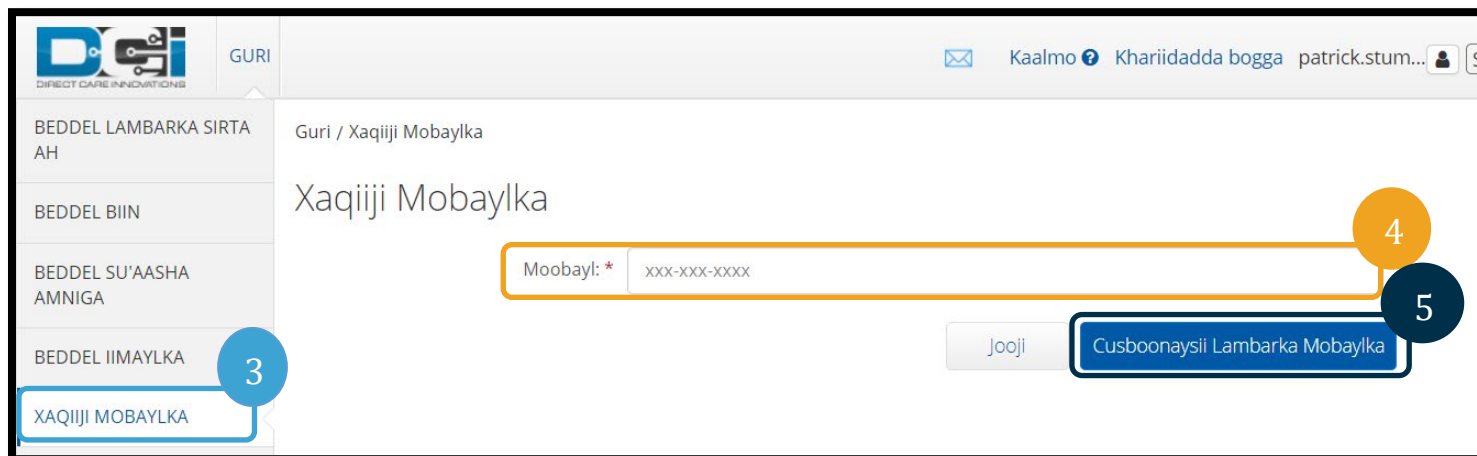 DCI
DIRECT CARE INNOVATIONS
GURI
Kaalmo ? Khariidadda bogga patrick.stum...
BEDDEL LAMBARKA SIRTA
AH
BEDDEL BIIN
BEDDEL SU'AASHA
AMNIGA
BEDDEL IIMAYLKA
3
XAQIIJI MOBAYLKA
Guri / Xaqiiji Mobaylka
Xaqiiji Mobaylka
4
Moobayl: * xxx-xxx-xxxx
5
Jooji Cusboonaysii Lambarka Mobaylka